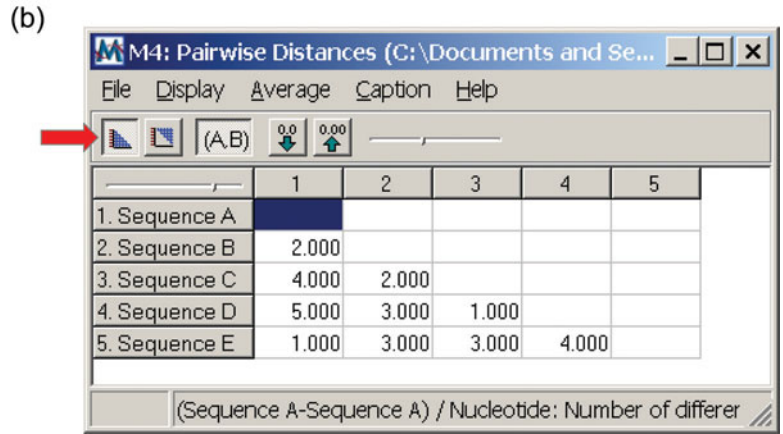 (b)
M4: Pairwise Distances (C:\Documents and Se...
File Display Average Caption Help
(A,B) 0.0 0.00
1 2 3 4 5
1. Sequence A
2. Sequence B 2.000
3. Sequence C 4.000 2.000
4. Sequence D 5.000 3.000 1.000
5. Sequence E 1.000 3.000 3.000 4.000
(Sequence A-Sequence A) / Nucleotide: Number of differer